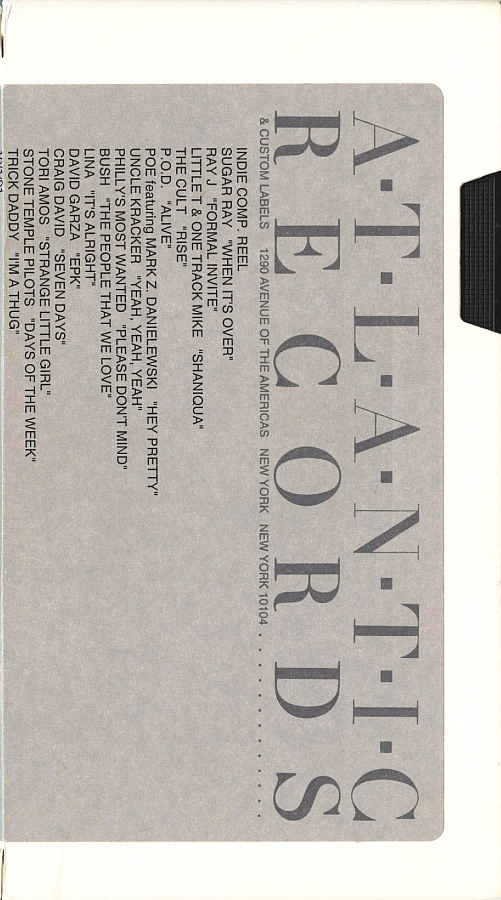 A·T·L·A·N·T·I·C
RECORDS
& CUSTOM LABELS 1290 AVENUE OF THE AMERICAS NEW YORK NEW YORK 10104
INDIE COMP. REEL
SUGAR RAY "WHEN IT'S OVER"
RAY J "FORMAL INVITE"
LITTLE T & ONE TRACK MIKE "SHANIQUA"
THE CULT "RISE"
P.O.D. "ALIVE"
POE featuring MARK Z. DANIELEWSKI "HEY PRETTY"
UNCLE KRACKER "YEAH, YEAH, YEAH"
PHILLY'S MOST WANTED "PLEASE DON'T MIND"
BUSH "THE PEOPLE THAT WE LOVE"
LINA "IT'S ALRIGHT"
DAVID GARZA "EPK"
CRAIG DAVID "SEVEN DAYS"
TORI AMOS "STRANGE LITTLE GIRL"
STONE TEMPLE PILOTS "DAYS OF THE WEEK"
TRICK DADDY "I'M A THUG"